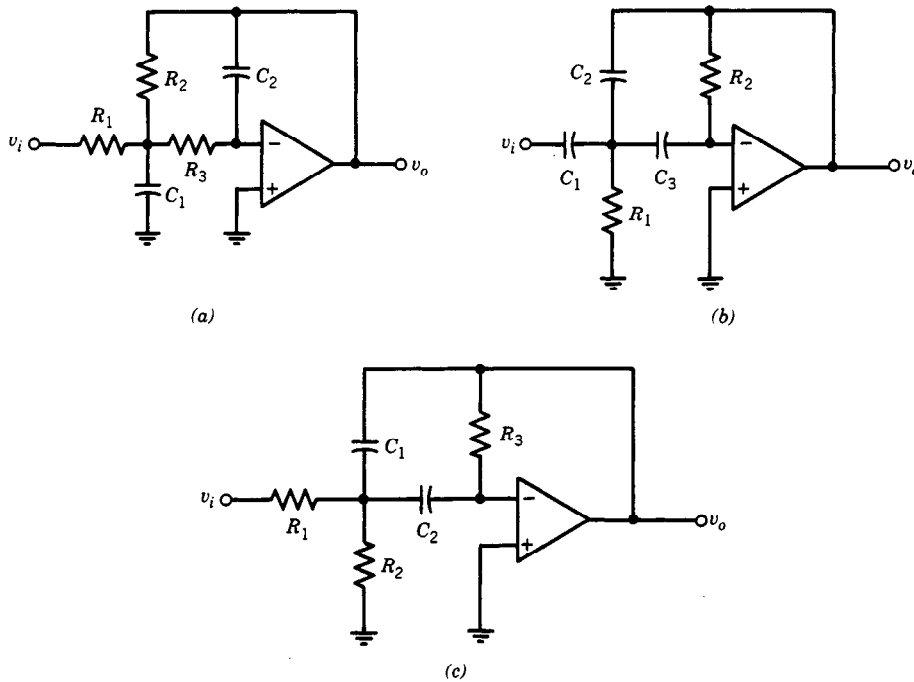 R₂
C₂
R₁
vᵢ
R₃
C₁
−
+
vₒ
(a)
C₂
R₂
vᵢ
C₁
C₃
R₁
−
+
(b)
C₁
R₃
vᵢ
R₁
C₂
R₂
−
+
vₒ
(c)